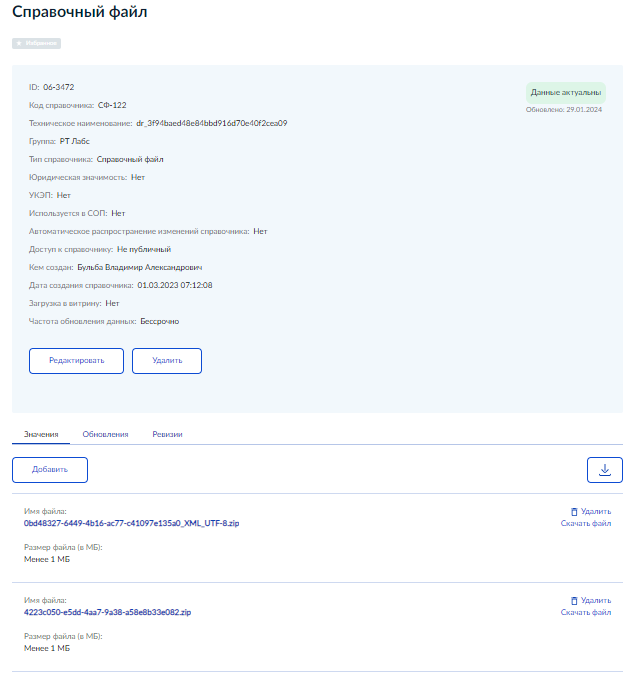 Справочный файл
Избранное
ID: 06-3472
Данные актуальны
Обновлено: 29.01.2024
Код справочника: СФ-122
Техническое наименование: dr_3f94baed48e84bbd916d70e40f2cea09
Группа: РТ Лабс
Тип справочника: Справочный файл
Юридическая значимость: Нет
УКЭП: Нет
Используется в СОП: Нет
Автоматическое распространие изменений справочника: Нет
Доступ к справочнику: Не публичный
Кем создан: Бульба Владимир Александрович
Дата создания справочника: 01.03.2023 07:12:08
Загрузка в витрину: Нет
Частота обновления данных: Бессрочно
Редактировать Удалить
Значения Обновления Ревизии
Добавить
Имя файла: Удалить
0bd48327-6449-4b16-ac77-c41097e135a0_XML_UTF-8.zip Скачать файл
Размер файла (в МБ):
Менее 1 МБ
Имя файла: Удалить
4223c050-e5dd-4aa7-9a38-a58e8b33e082.zip Скачать файл
Размер файла (в МБ):
Менее 1 МБ